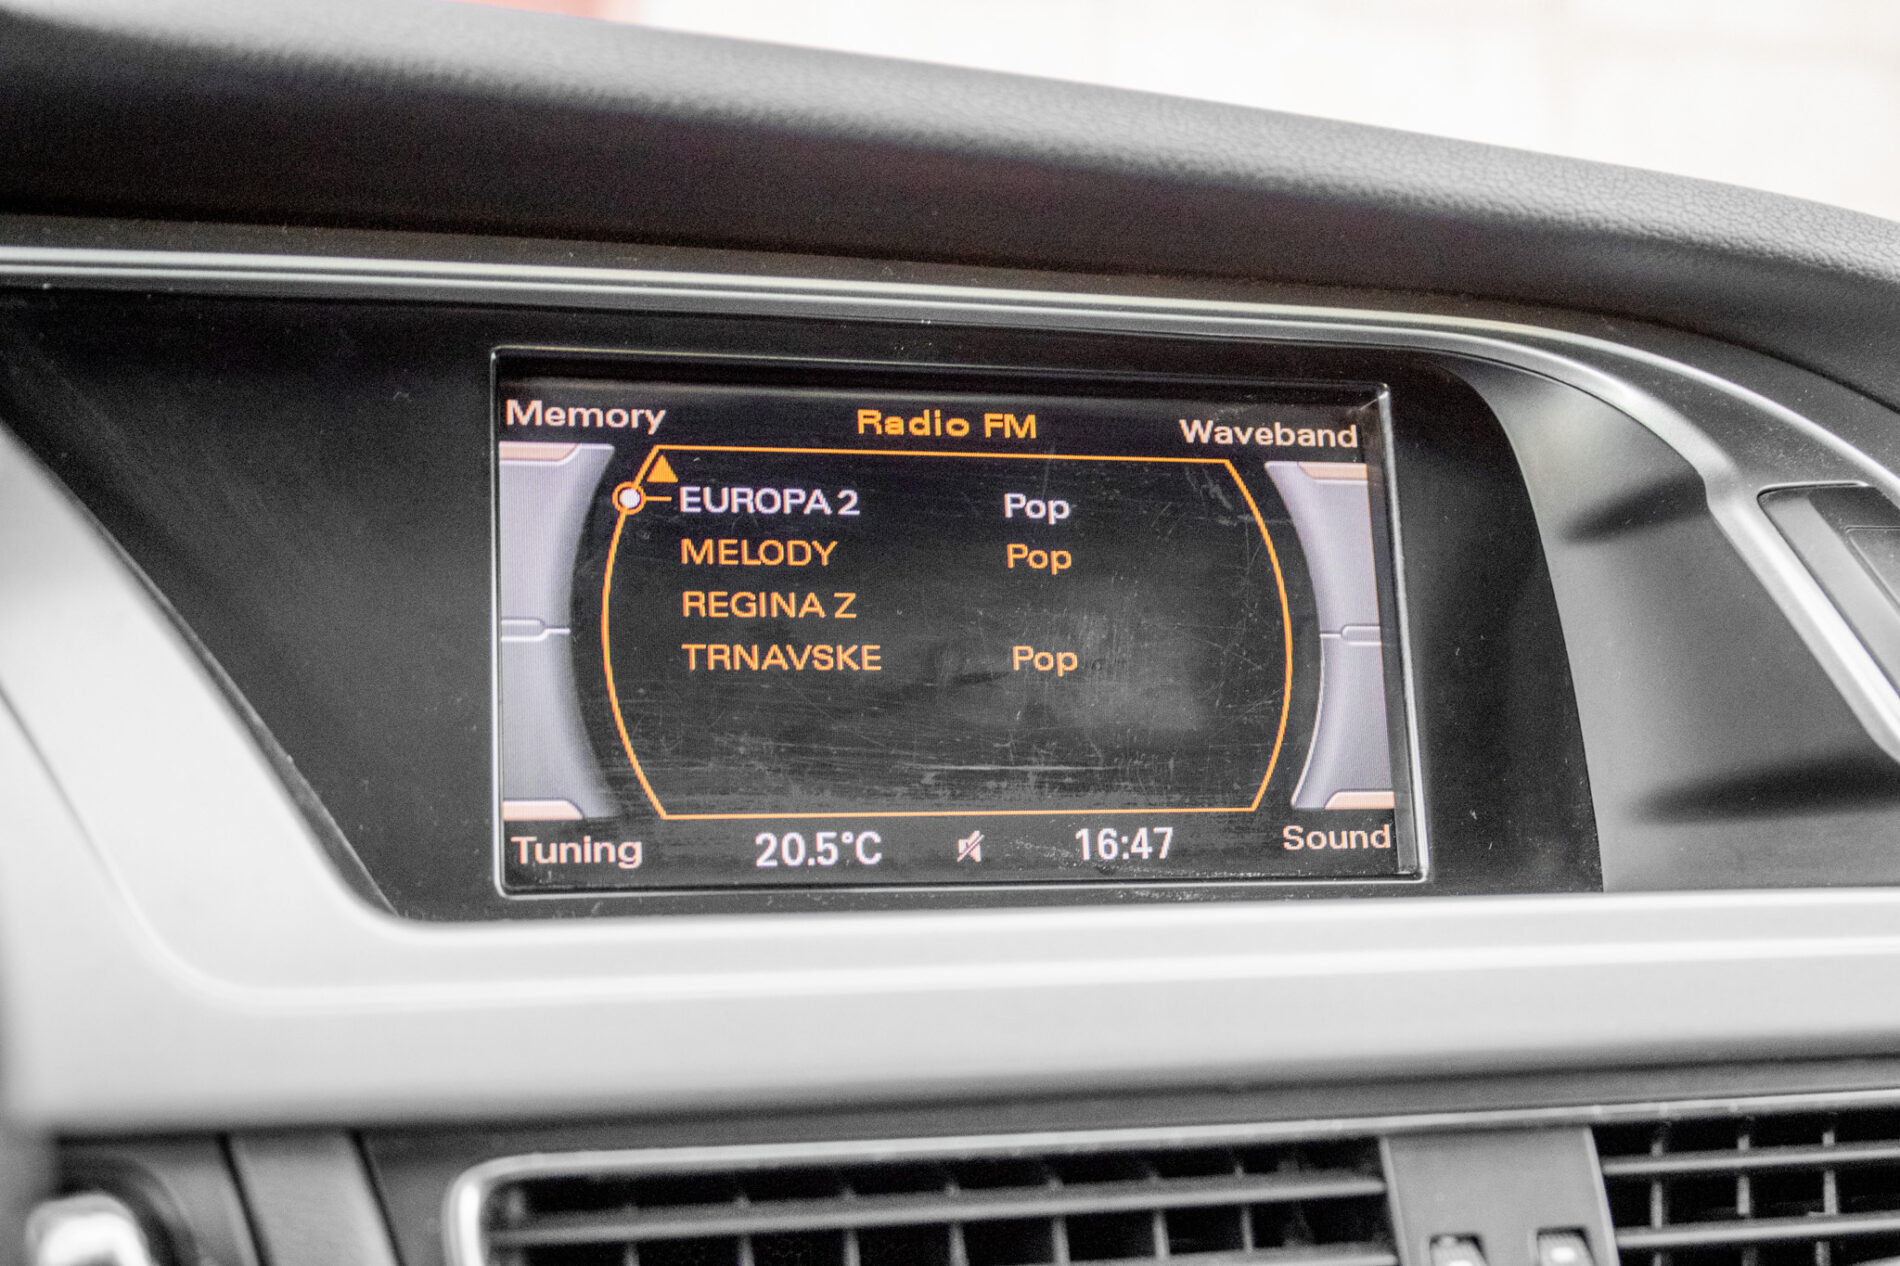 Memory Radio FM Waveband
EUROPA 2 Pop
MELODY Pop
REGINA Z
TRNAVSKE Pop
Tuning 20.5°C 16:47 Sound